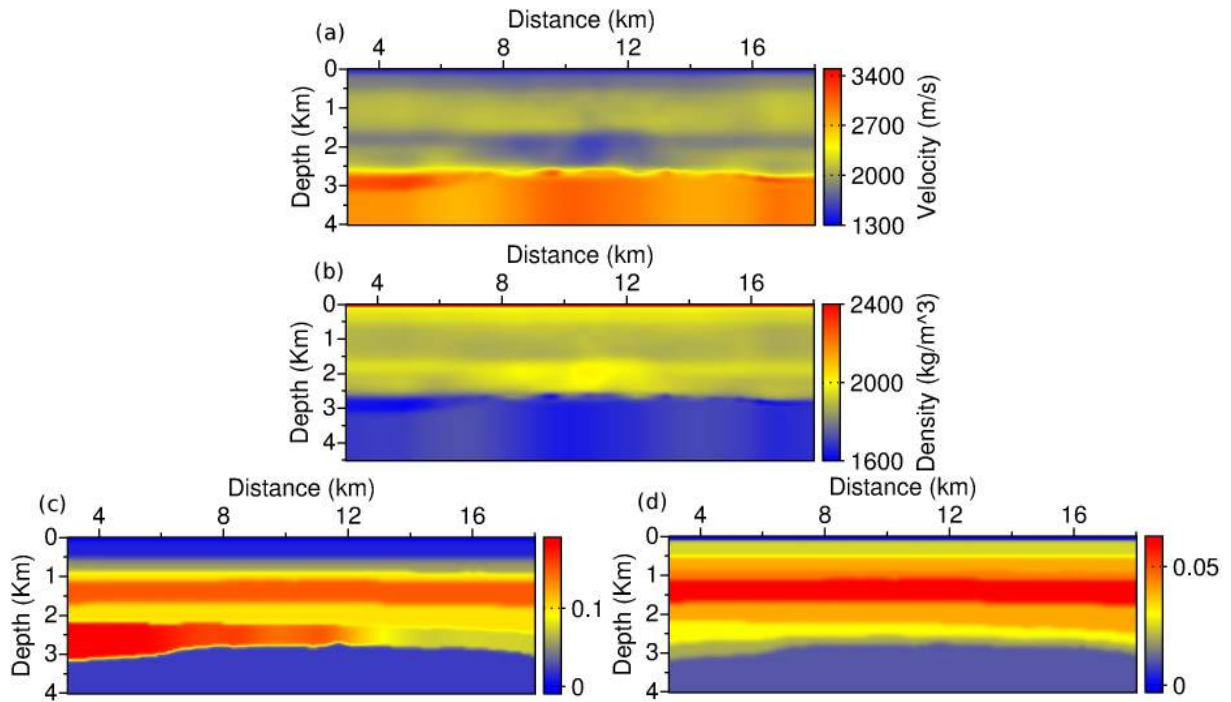 Distance (km)
(a)
4 8 12 16
0
1
2
3
4
Depth (Km)
3400
2700
2000
1300
Velocity (m/s)
Distance (km)
(b)
4 8 12 16
0
1
2
3
4
Depth (Km)
2400
2000
1600
Density (kg/m^3)
Distance (km)
(c)
4 8 12 16
0
1
2
3
4
Depth (Km)
0.1
0
Distance (km)
(d)
4 8 12 16
0
1
2
3
4
Depth (Km)
0.05
0